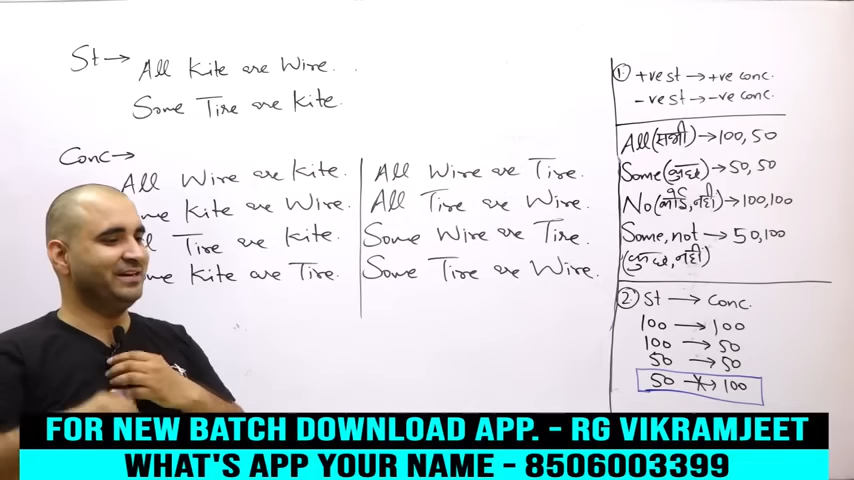 St → All Kite are Wire.
Some Tire are Kite.
Conc →
All Wire are Kite.
Kite are Wire.
Tire are Kite.
Kite are Tire.
All Wire are Tire.
All Tire are Wire.
Some Wire are Tire.
Some Tire are Wire.
1. +ve st → +ve conc.
-ve st → -ve conc.
All (सभी) → 100, 50
Some (कुछ) → 50, 50
No (कोई, नहीं) → 100, 100
Some, not → 50, 100
(कुछ, नहीं)
2. St → Conc.
100 → 100
100 → 50
50 → 50
50 → 100
FOR NEW BATCH DOWNLOAD APP. - RG VIKRAMJEET
WHAT'S APP YOUR NAME - 8506003399